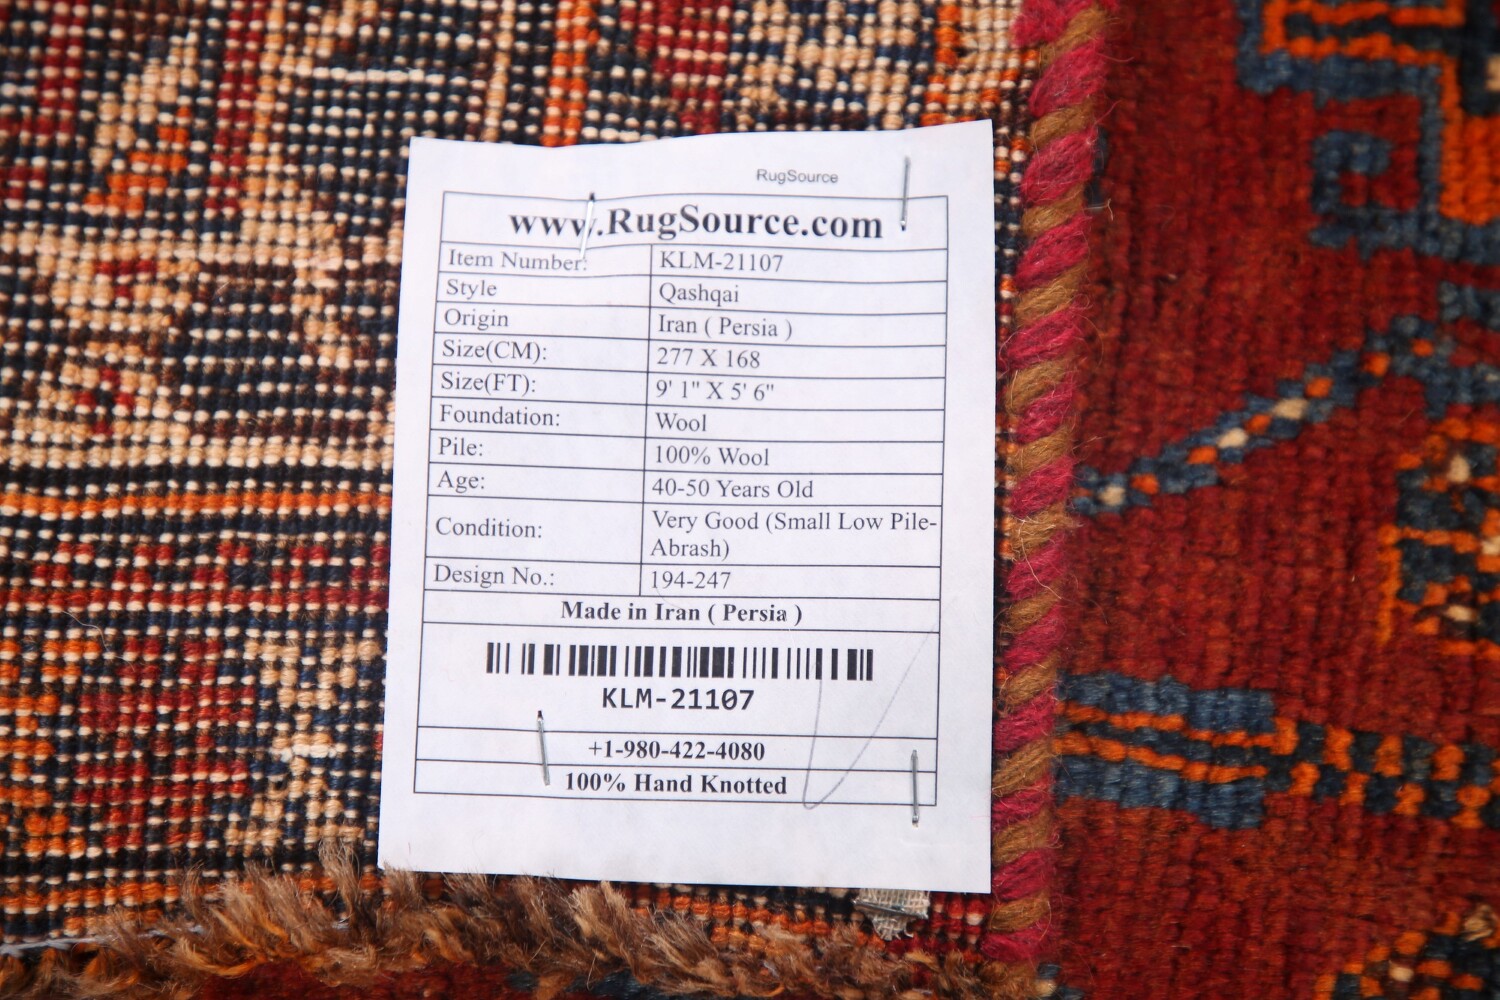 RugSource
www.RugSource.com
Item Number: KLM-21107
Style Qashqai
Origin Iran ( Persia )
Size(CM): 277 X 168
Size(FT): 9' 1" X 5' 6"
Foundation: Wool
Pile: 100% Wool
Age: 40-50 Years Old
Condition: Very Good (Small Low Pile-
Abrash)
Design No.: 194-247
Made in Iran ( Persia )
KLM-21107
+1-980-422-4080
100% Hand Knotted